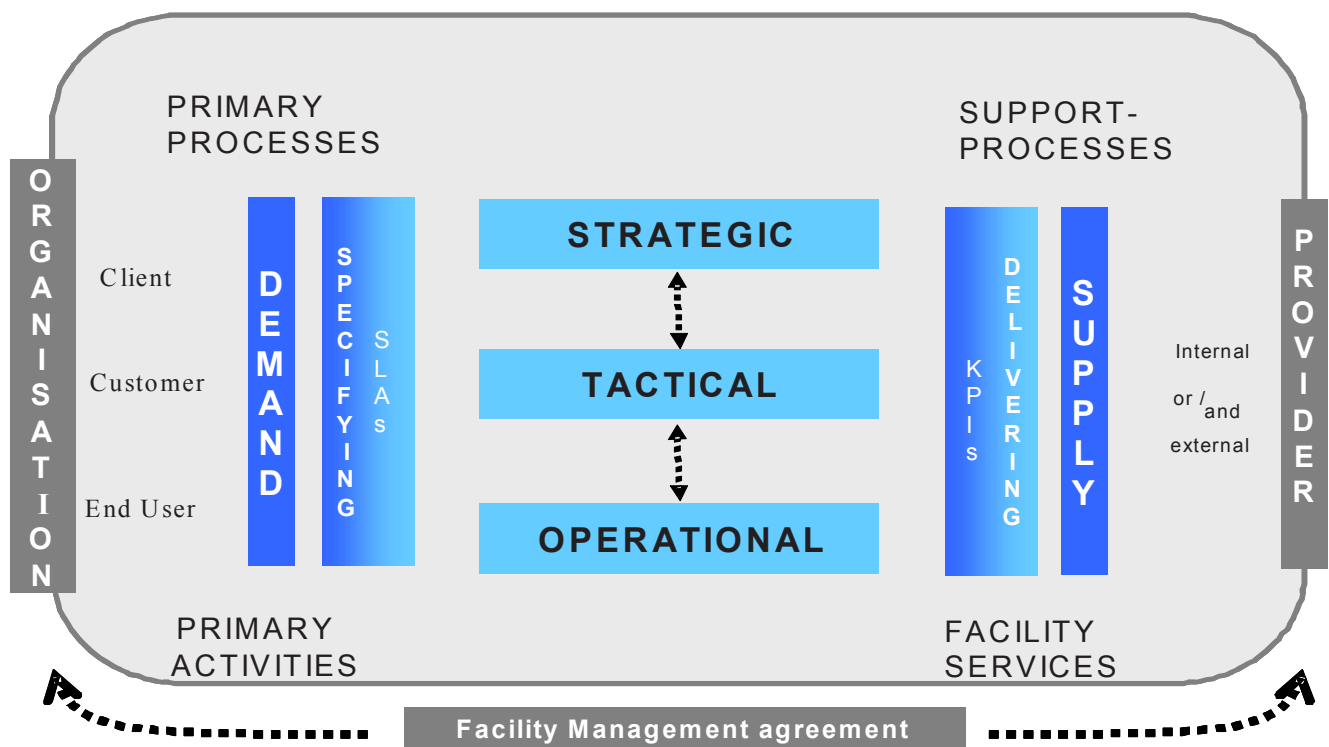 PRIMARY
PROCESSES
SUPPORT-
PROCESSES
ORGANISATION
Client
Customer
End User
DEMAND
SPECIFYING
SLAs
STRATEGIC
TACTICAL
OPERATIONAL
KPIs
DELIVERING
SUPPLY
Internal
or / and
external
PROVIDER
PRIMARY
ACTIVITIES
FACILITY
SERVICES
Facility Management agreement